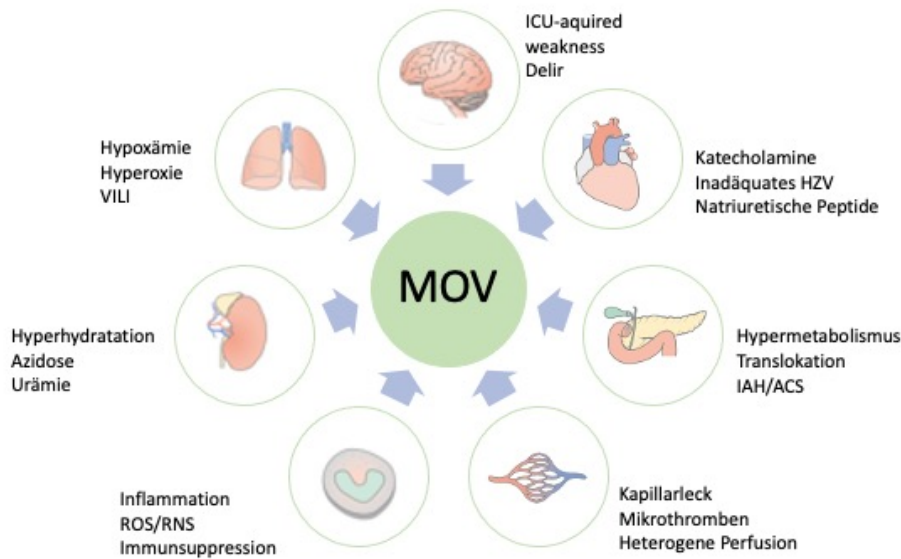 ICU-aquired
weakness
Delir
Katecholamine
Inadäquates HZV
Natriuretische Peptide
Hypermetabolismus
Translokation
IAH/ACS
Kapillarleck
Mikrothromben
Heterogene Perfusion
Inflammation
ROS/RNS
Immunsuppression
Hyperhydratation
Azidose
Urämie
Hypoxämie
Hyperoxie
VILI
MOV